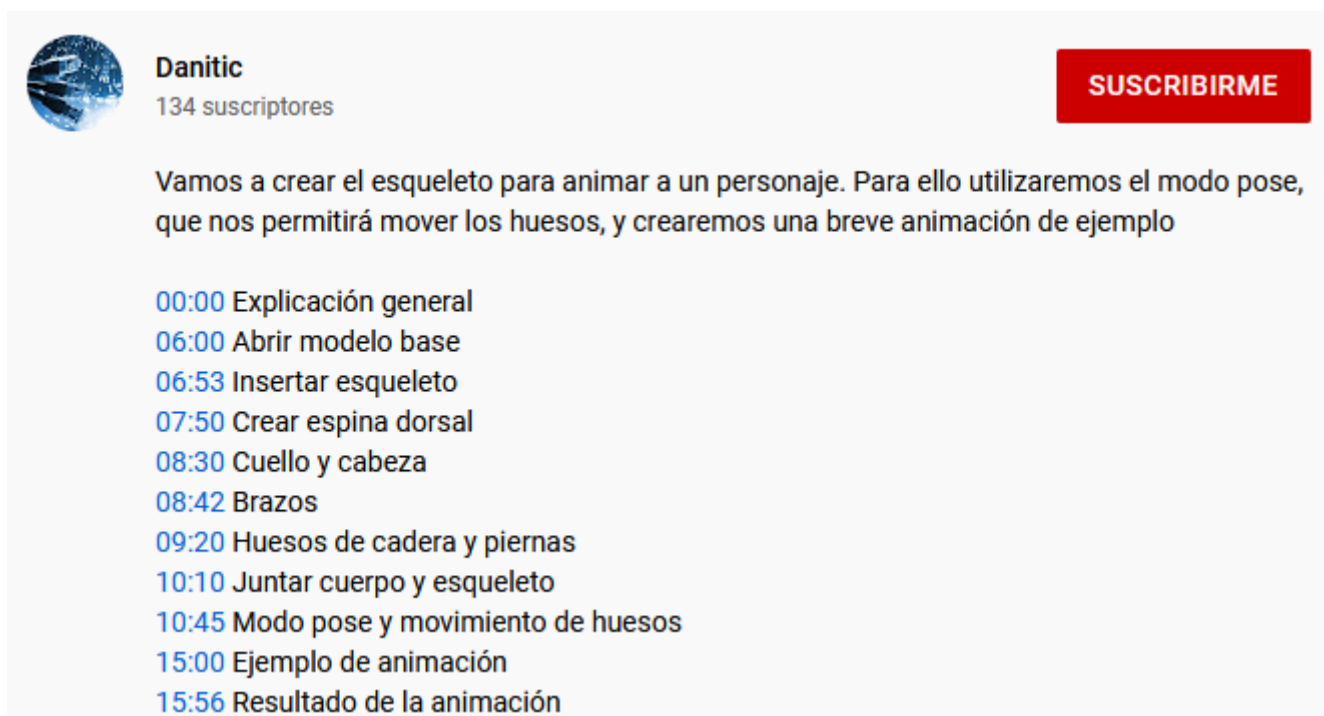 Danitic
134 suscriptores
SUSCRIBIRME
Vamos a crear el esqueleto para animar a un personaje. Para ello utilizaremos el modo pose,
que nos permitirá mover los huesos, y crearemos una breve animación de ejemplo
00:00 Explicación general
06:00 Abrir modelo base
06:53 Insertar esqueleto
07:50 Crear espina dorsal
08:30 Cuello y cabeza
08:42 Brazos
09:20 Huesos de cadera y piernas
10:10 Juntar cuerpo y esqueleto
10:45 Modo pose y movimiento de huesos
15:00 Ejemplo de animación
15:56 Resultado de la animación